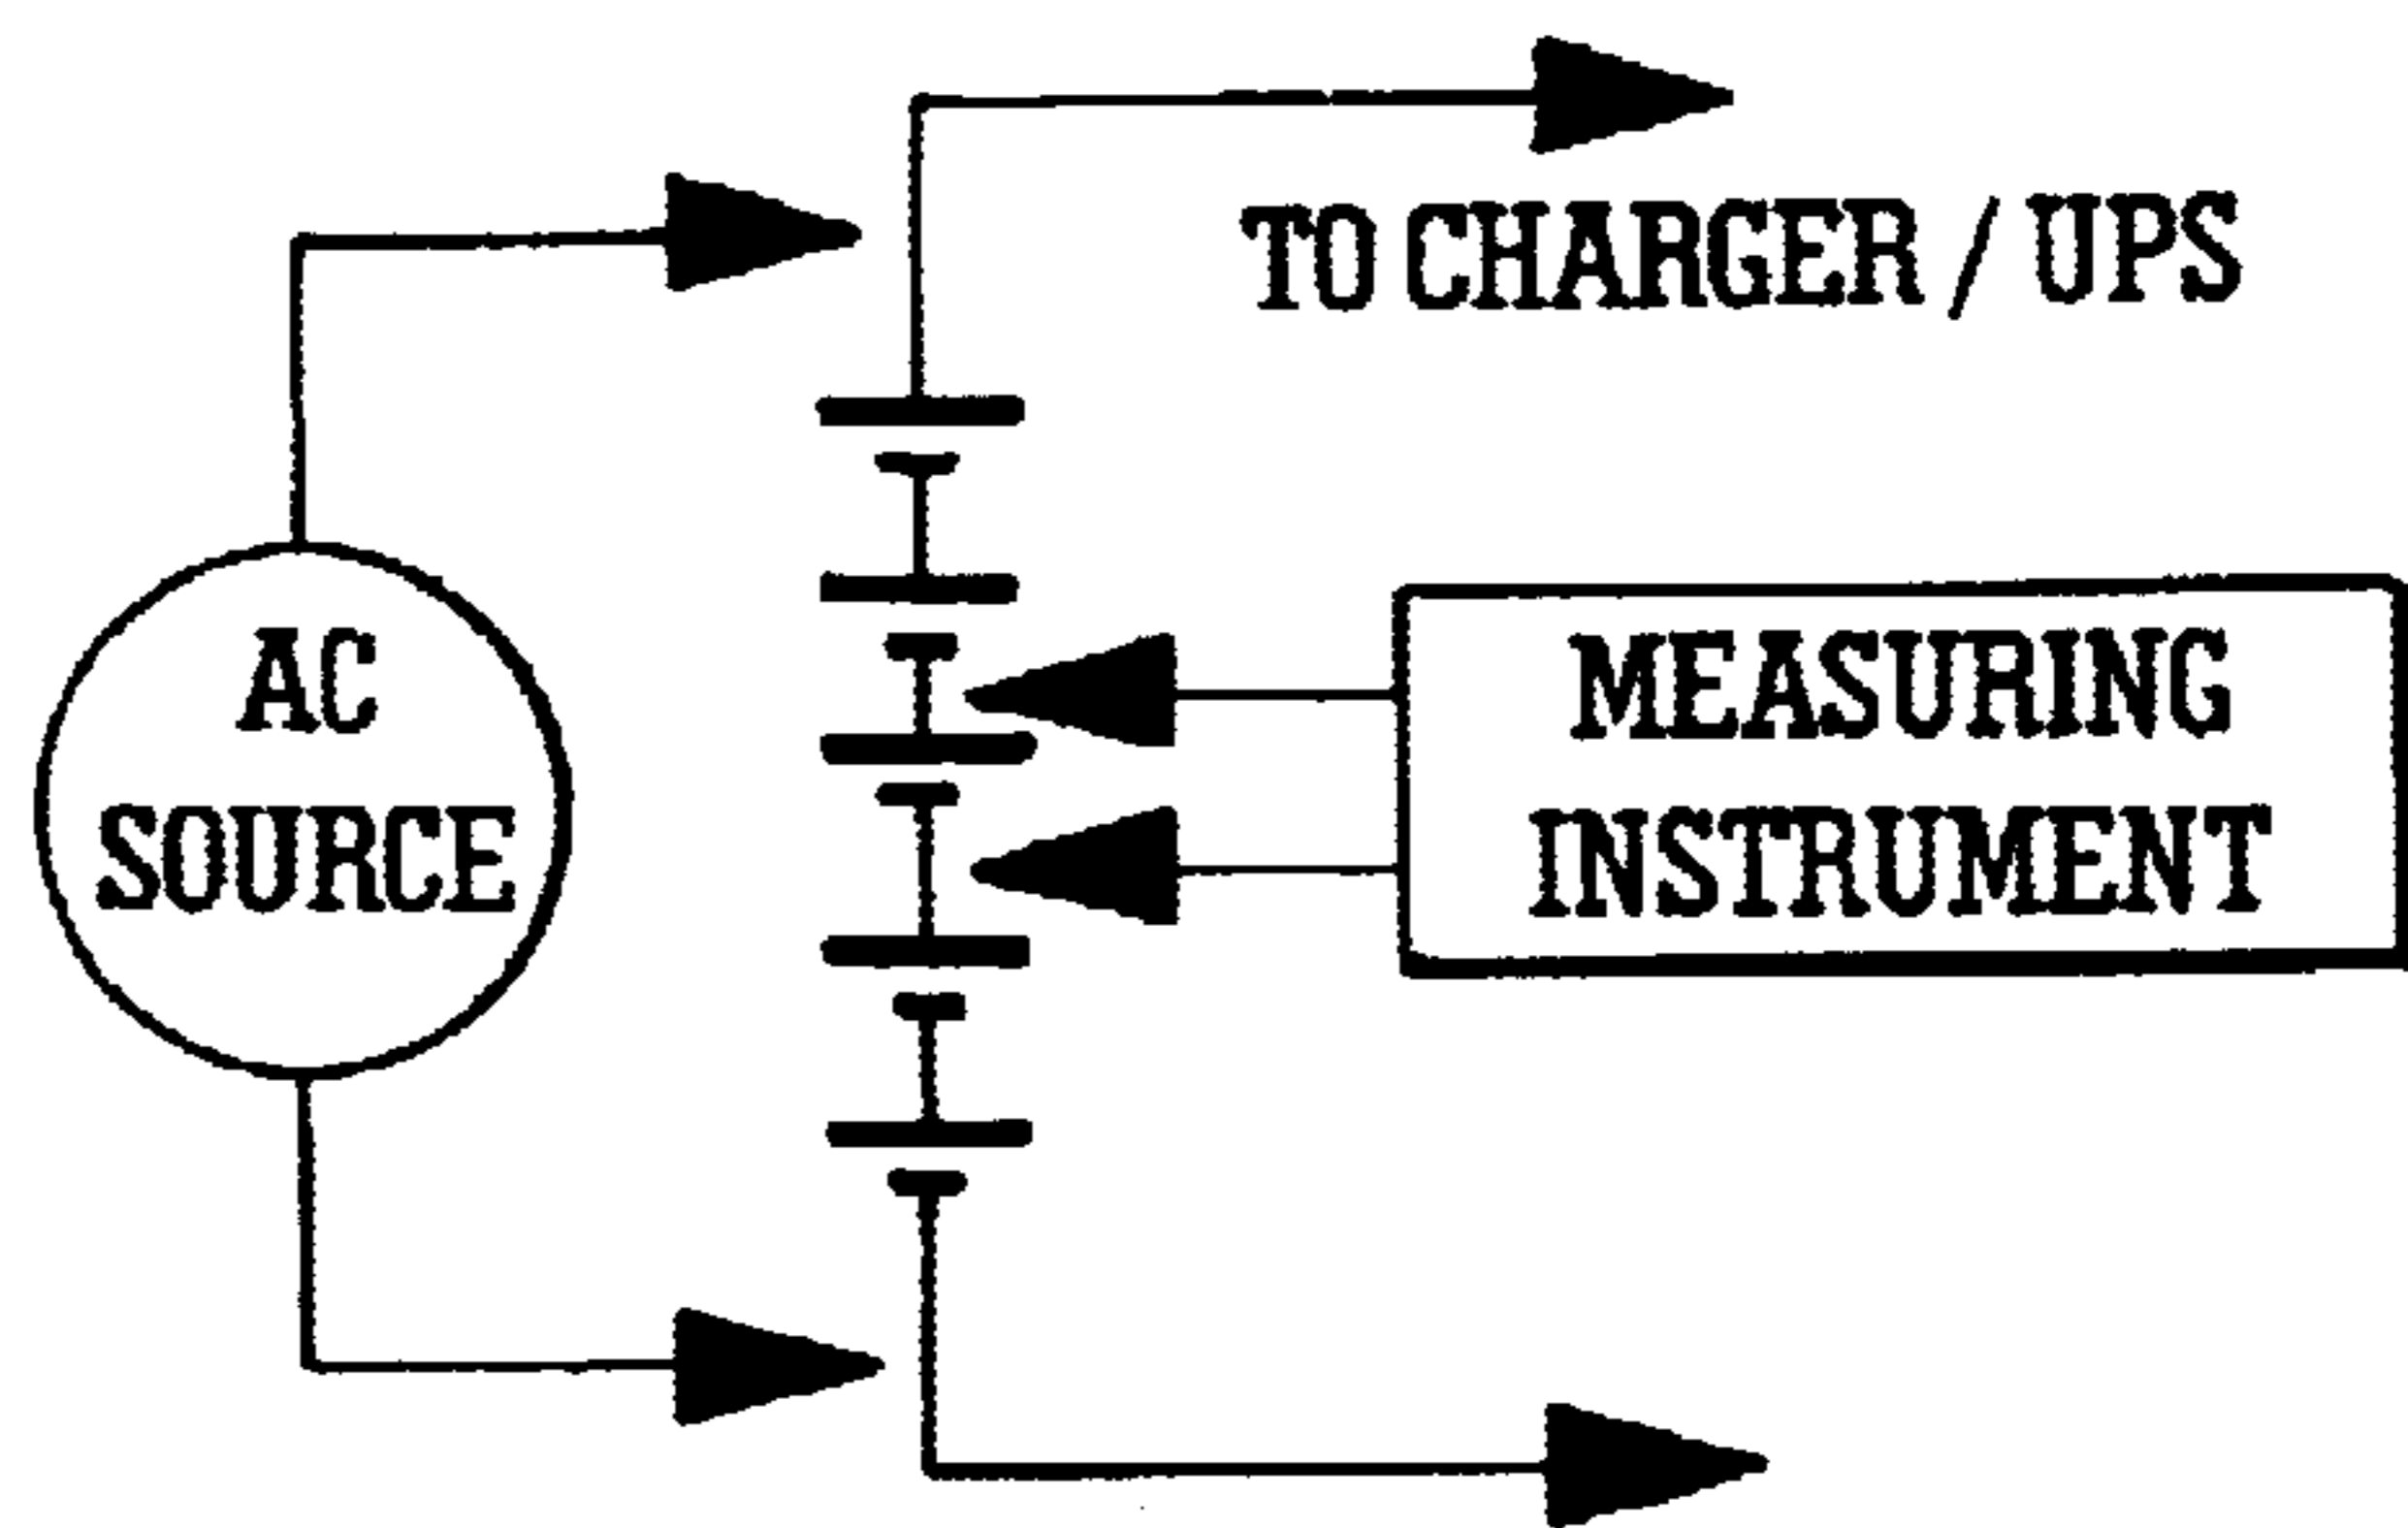 TO CHARGER / UPS
AC
SOURCE
MEASURING
INSTRUMENT